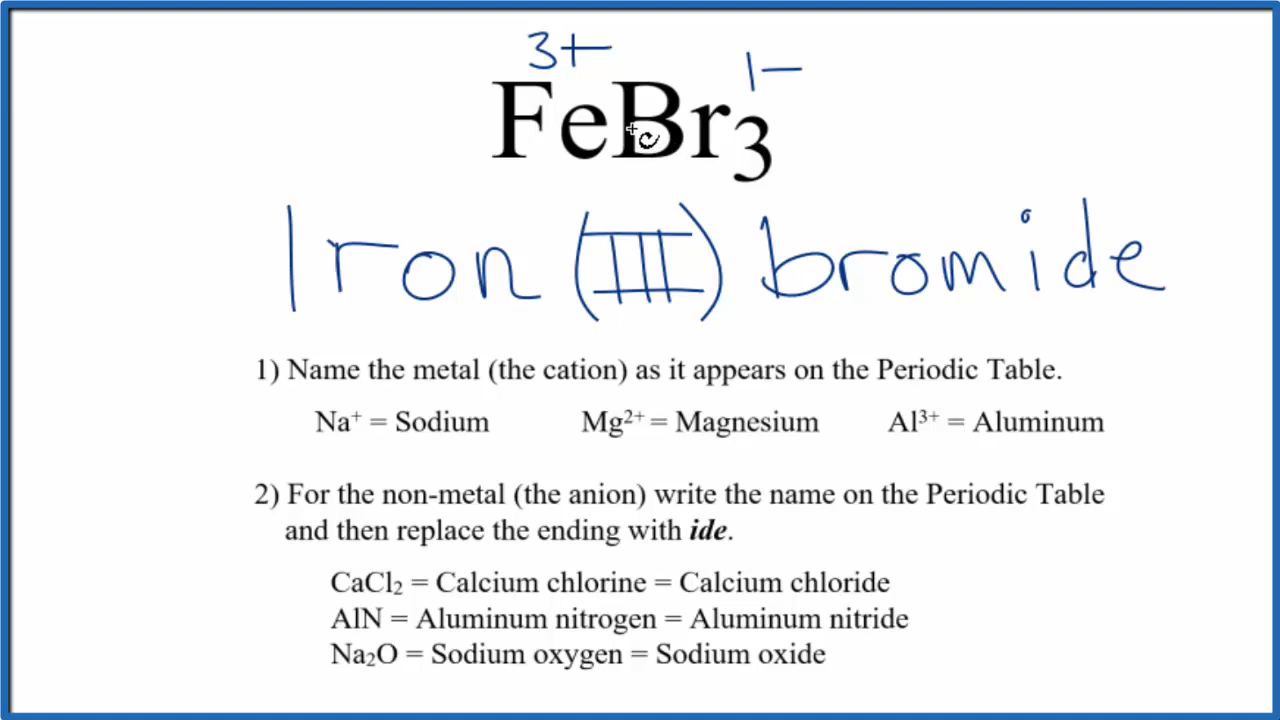 3+ 1-
FeBr₃
Iron (III) bromide
1) Name the metal (the cation) as it appears on the Periodic Table.
Na⁺ = Sodium Mg²⁺ = Magnesium Al³⁺ = Aluminum
2) For the non-metal (the anion) write the name on the Periodic Table
and then replace the ending with ide.
CaCl₂ = Calcium chlorine = Calcium chloride
AlN = Aluminum nitrogen = Aluminum nitride
Na₂O = Sodium oxygen = Sodium oxide